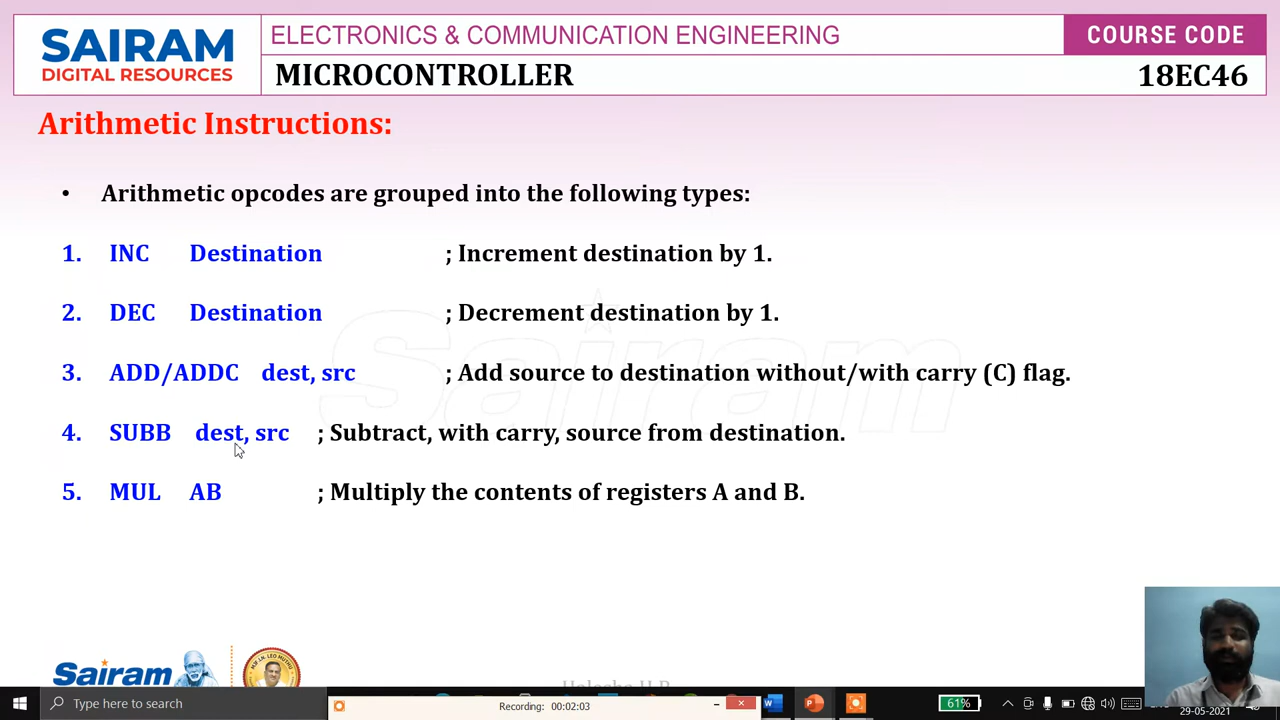 SAIRAM
DIGITAL RESOURCES
ELECTRONICS & COMMUNICATION ENGINEERING
COURSE CODE
MICROCONTROLLER
18EC46
Arithmetic Instructions:
• Arithmetic opcodes are grouped into the following types:
1. INC Destination ; Increment destination by 1.
2. DEC Destination ; Decrement destination by 1.
3. ADD/ADDC dest, src ; Add source to destination without/with carry (C) flag.
4. SUBB dest, src ; Subtract, with carry, source from destination.
5. MUL AB ; Multiply the contents of registers A and B.
Sairam
Sairam
Type here to search
Recording: 00:02:03
61%
29-05-2021